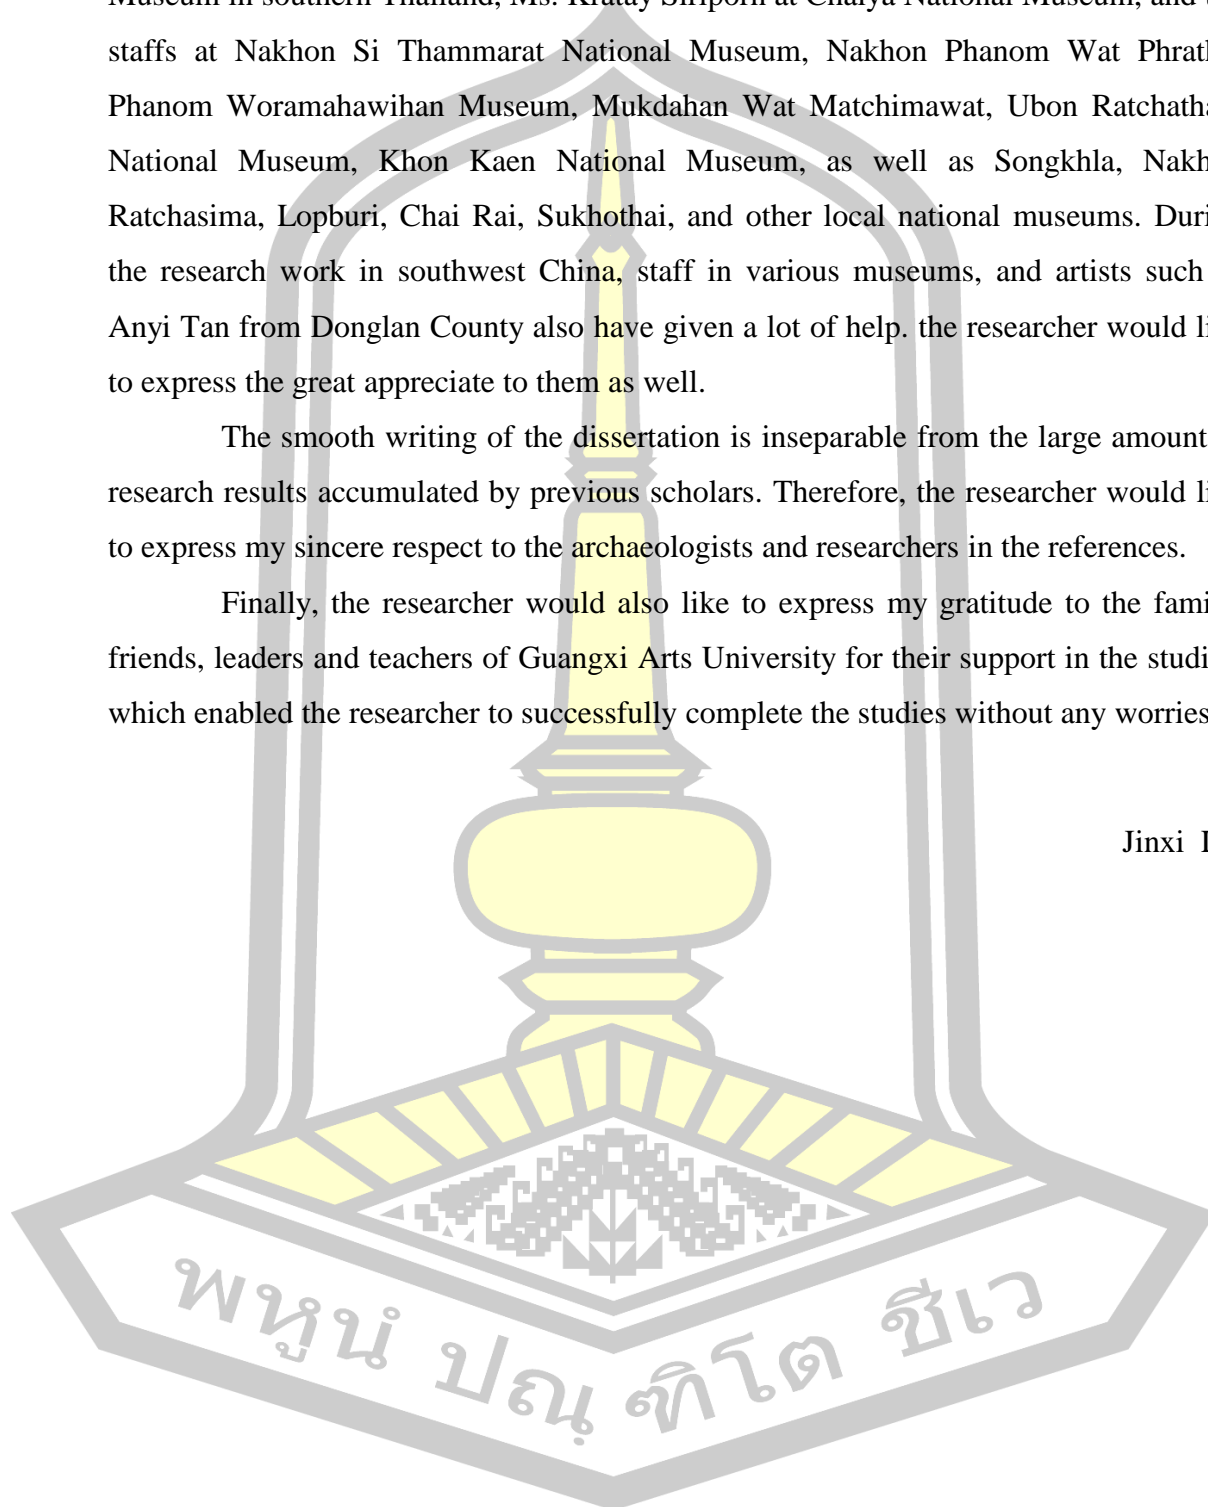 Museum in southern Thailand, Ms. Kratay Siriporn at Chaiya National Museum, and
staffs at Nakhon Si Thammarat National Museum, Nakhon Phanom Wat Phrath
Phanom Woramahawihan Museum, Mukdahan Wat Matchimawat, Ubon Ratchatha
National Museum, Khon Kaen National Museum, as well as Songkhla, Nakh
Ratchasima, Lopburi, Chai Rai, Sukhothai, and other local national museums. Duri
the research work in southwest China, staff in various museums, and artists such
Anyi Tan from Donglan County also have given a lot of help. the researcher would li
to express the great appreciate to them as well.
The smooth writing of the dissertation is inseparable from the large amount
research results accumulated by previous scholars. Therefore, the researcher would li
to express my sincere respect to the archaeologists and researchers in the references.
Finally, the researcher would also like to express my gratitude to the fami
friends, leaders and teachers of Guangxi Arts University for their support in the studi
which enabled the researcher to successfully complete the studies without any worries
Jinxi
พหูนํ ปณฺฑิโต ชีเว